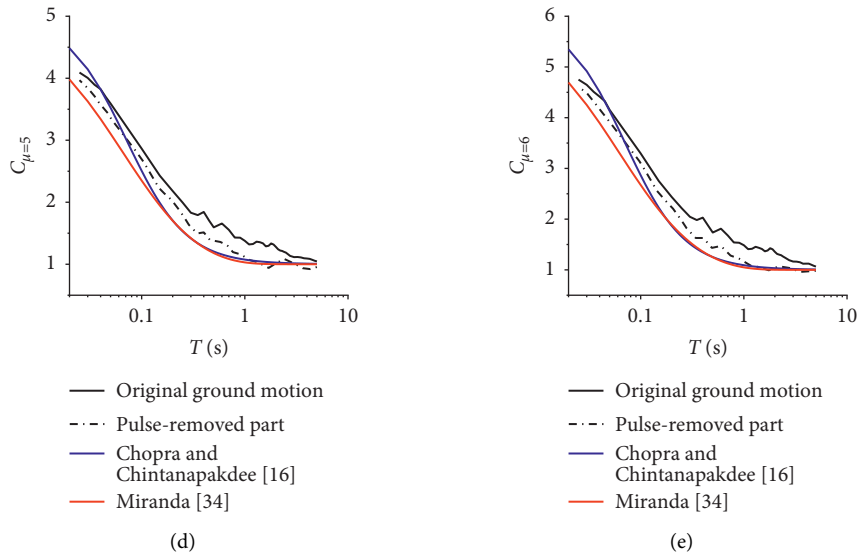 5
4
3
2
1
C_{μ=5}
0.1 1 10
T (s)
Original ground motion
Pulse-removed part
Chopra and
Chintanapakdee [16]
Miranda [34]
(d)
6
5
4
3
2
1
C_{μ=6}
0.1 1 10
T (s)
Original ground motion
Pulse-removed part
Chopra and
Chintanapakdee [16]
Miranda [34]
(e)